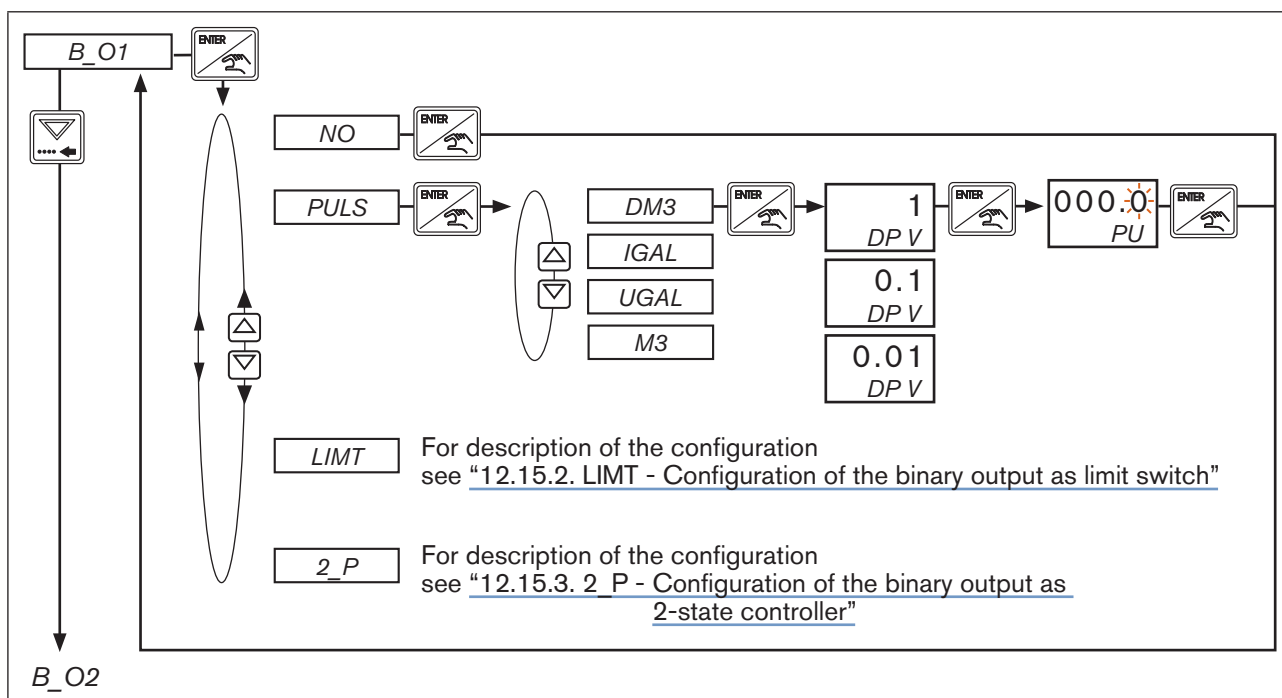 B_O1
ENTER
NO
ENTER
PULS
ENTER
DM3
IGAL
UGAL
M3
ENTER
1
DP V
0.1
DP V
0.01
DP V
ENTER
000.0
PU
ENTER
LIMT
For description of the configuration
see “12.15.2. LIMT - Configuration of the binary output as limit switch”
2_P
For description of the configuration
see “12.15.3. 2_P - Configuration of the binary output as
2-state controller”
B_O2